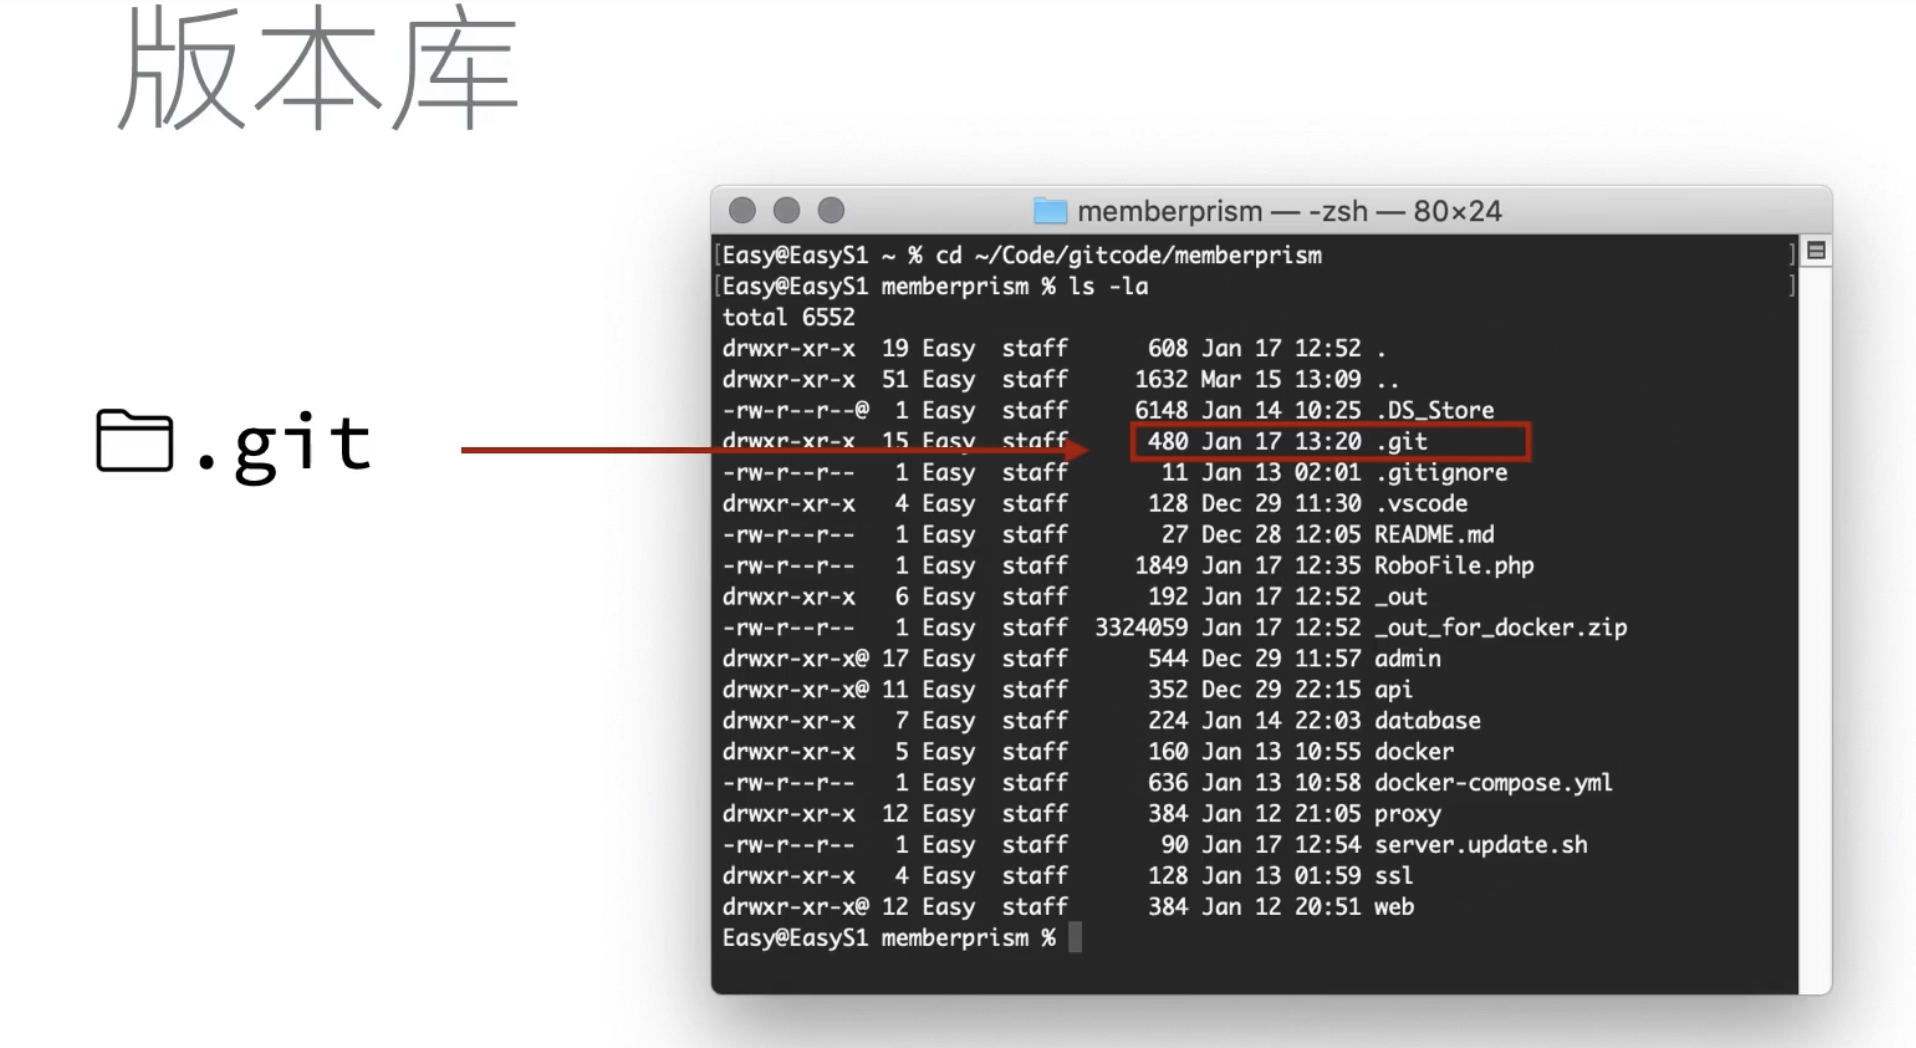 版本库
memberprism — -zsh — 80×24
[Easy@EasyS1 ~ % cd ~/Code/gitcode/memberprism ]
[Easy@EasyS1 memberprism % ls -la ]
total 6552
drwxr-xr-x  19 Easy  staff      608 Jan 17 12:52 .
drwxr-xr-x  51 Easy  staff     1632 Mar 15 13:09 ..
-rw-r--r--@  1 Easy  staff     6148 Jan 14 10:25 .DS_Store
.git
drwxr-xr-x  15 Easy  staff      480 Jan 17 13:20 .git
-rw-r--r--   1 Easy  staff       11 Jan 13 02:01 .gitignore
drwxr-xr-x   4 Easy  staff      128 Dec 29 11:30 .vscode
-rw-r--r--   1 Easy  staff       27 Dec 28 12:05 README.md
-rw-r--r--   1 Easy  staff     1849 Jan 17 12:35 RoboFile.php
drwxr-xr-x   6 Easy  staff      192 Jan 17 12:52 _out
-rw-r--r--   1 Easy  staff  3324059 Jan 17 12:52 _out_for_docker.zip
drwxr-xr-x@ 17 Easy  staff      544 Dec 29 11:57 admin
drwxr-xr-x@ 11 Easy  staff      352 Dec 29 22:15 api
drwxr-xr-x   7 Easy  staff      224 Jan 14 22:03 database
drwxr-xr-x   5 Easy  staff      160 Jan 13 10:55 docker
-rw-r--r--   1 Easy  staff      636 Jan 13 10:58 docker-compose.yml
drwxr-xr-x  12 Easy  staff      384 Jan 12 21:05 proxy
-rw-r--r--   1 Easy  staff       90 Jan 17 12:54 server.update.sh
drwxr-xr-x   4 Easy  staff      128 Jan 13 01:59 ssl
drwxr-xr-x@ 12 Easy  staff      384 Jan 12 20:51 web
Easy@EasyS1 memberprism %